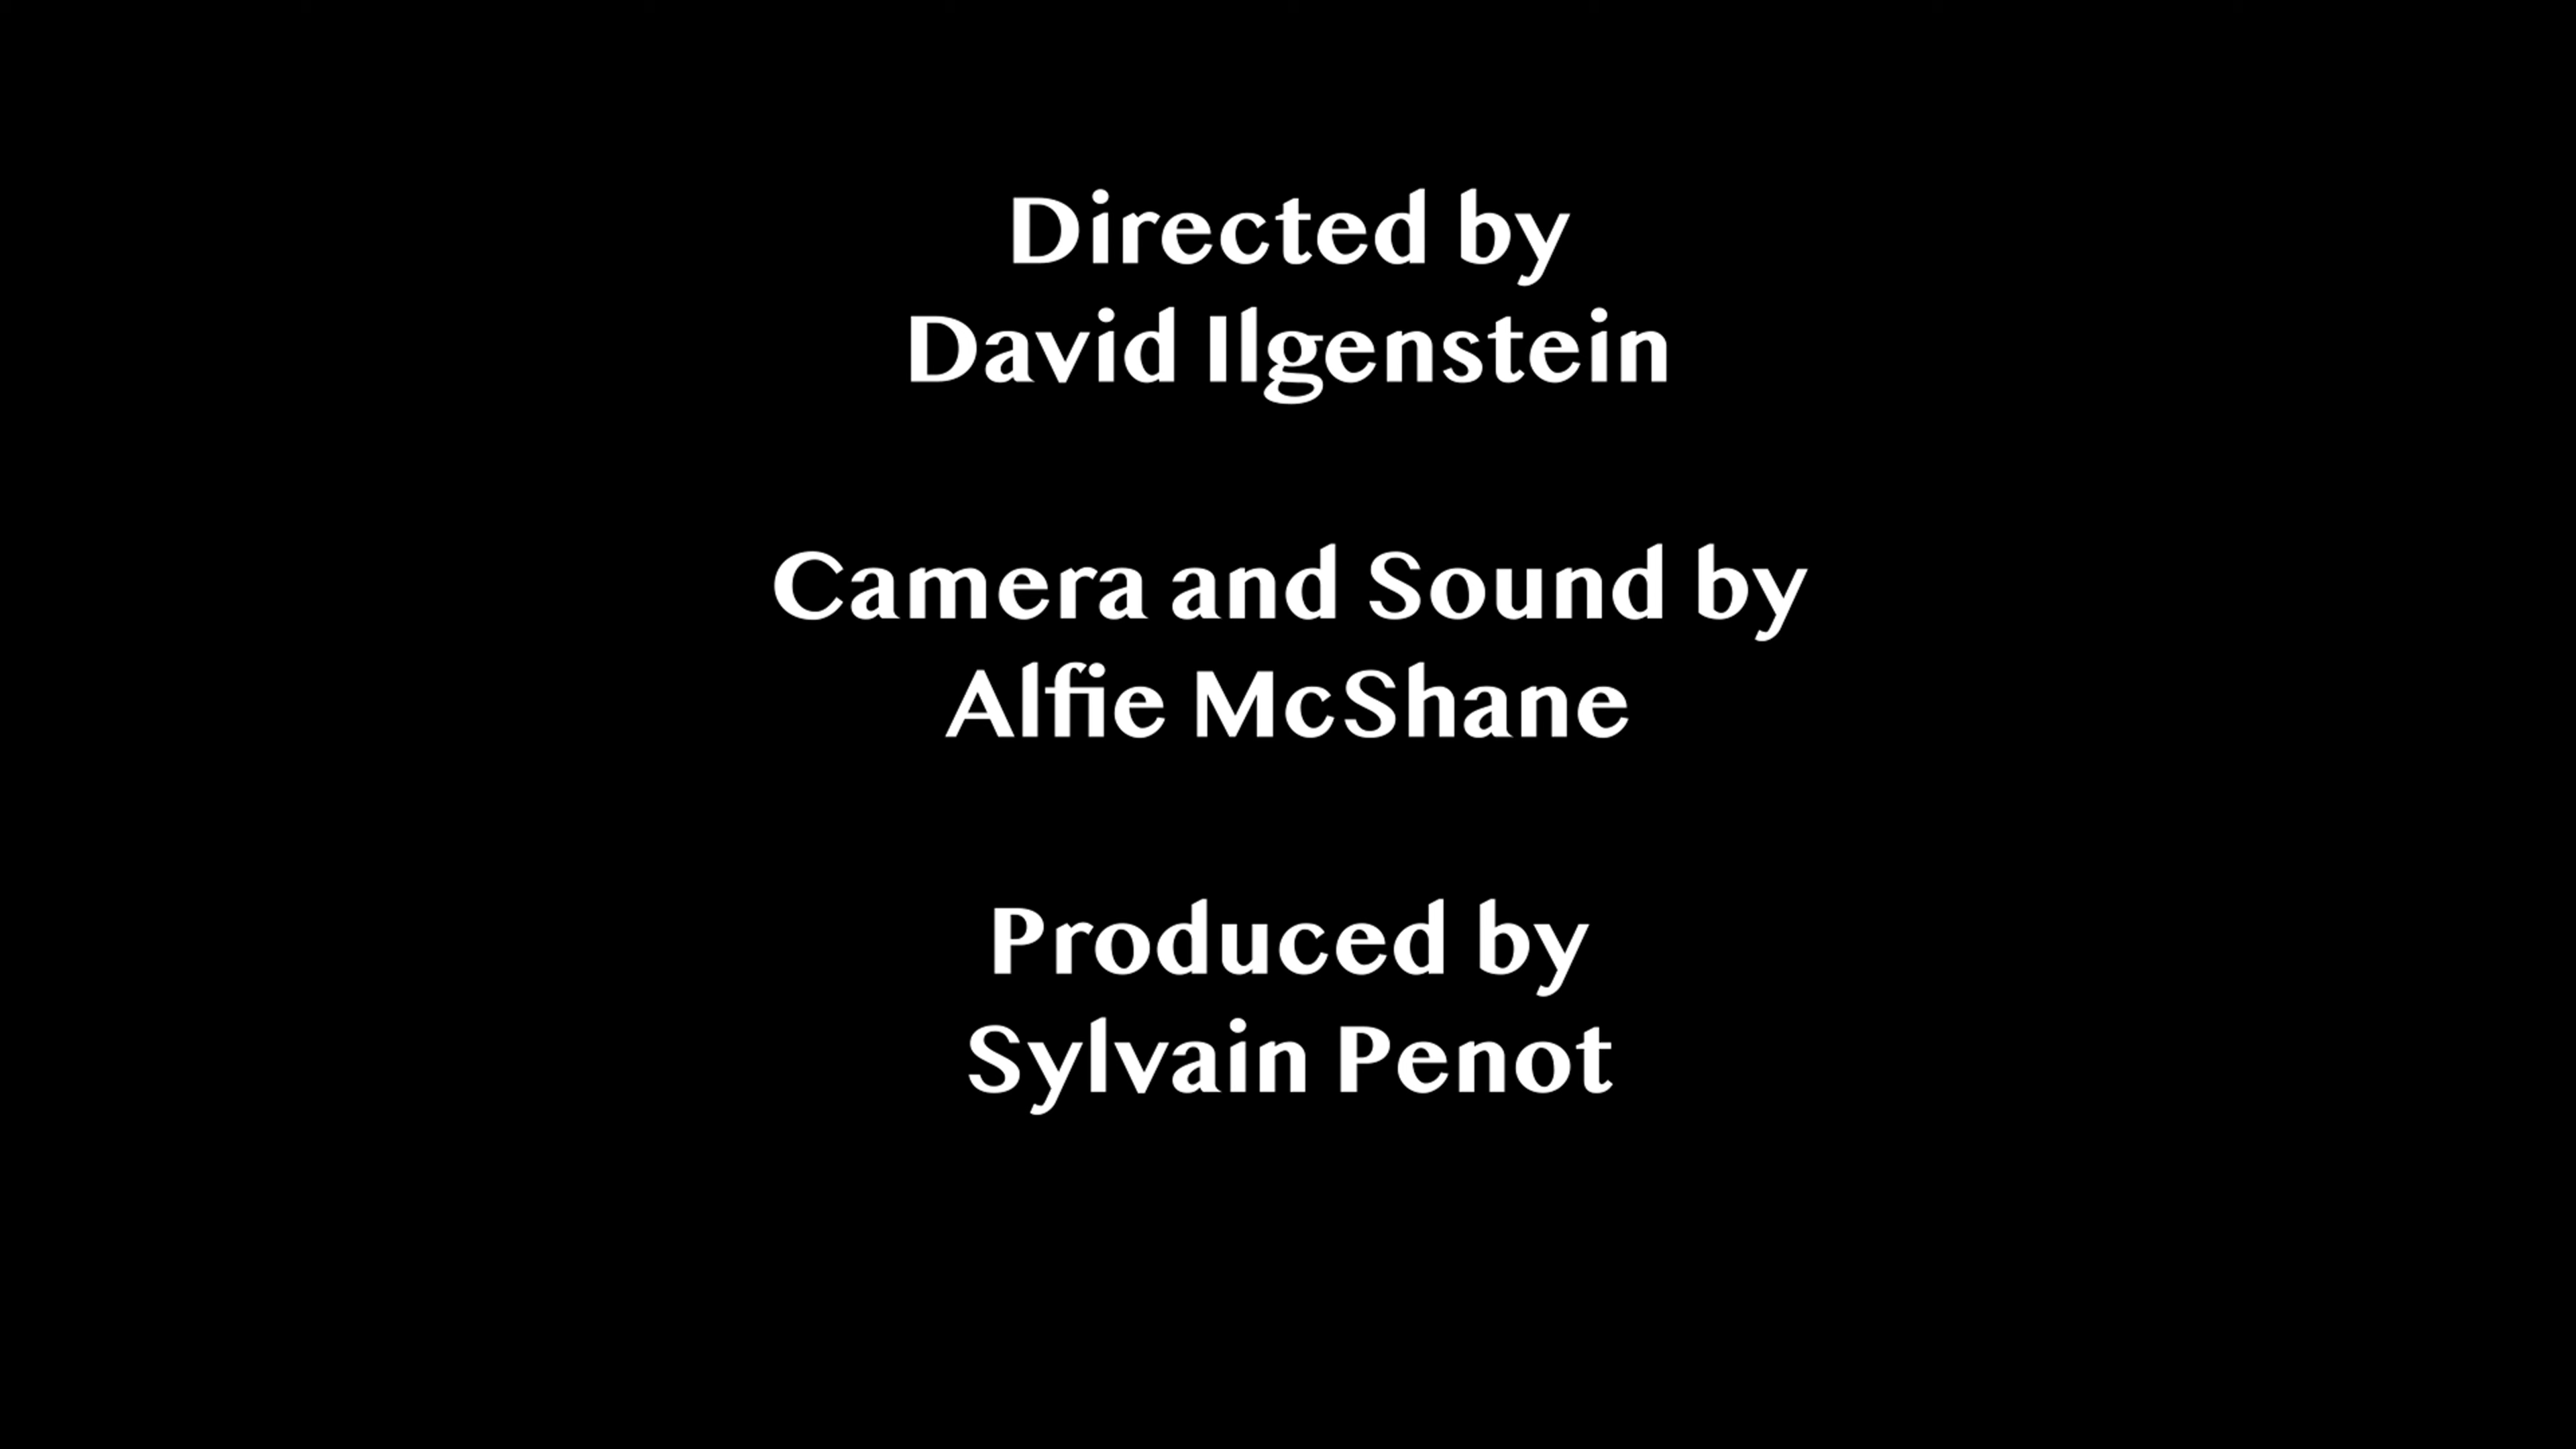 Directed by
David Ilgenstein
Camera and Sound by
Alfie McShane
Produced by
Sylvain Penot